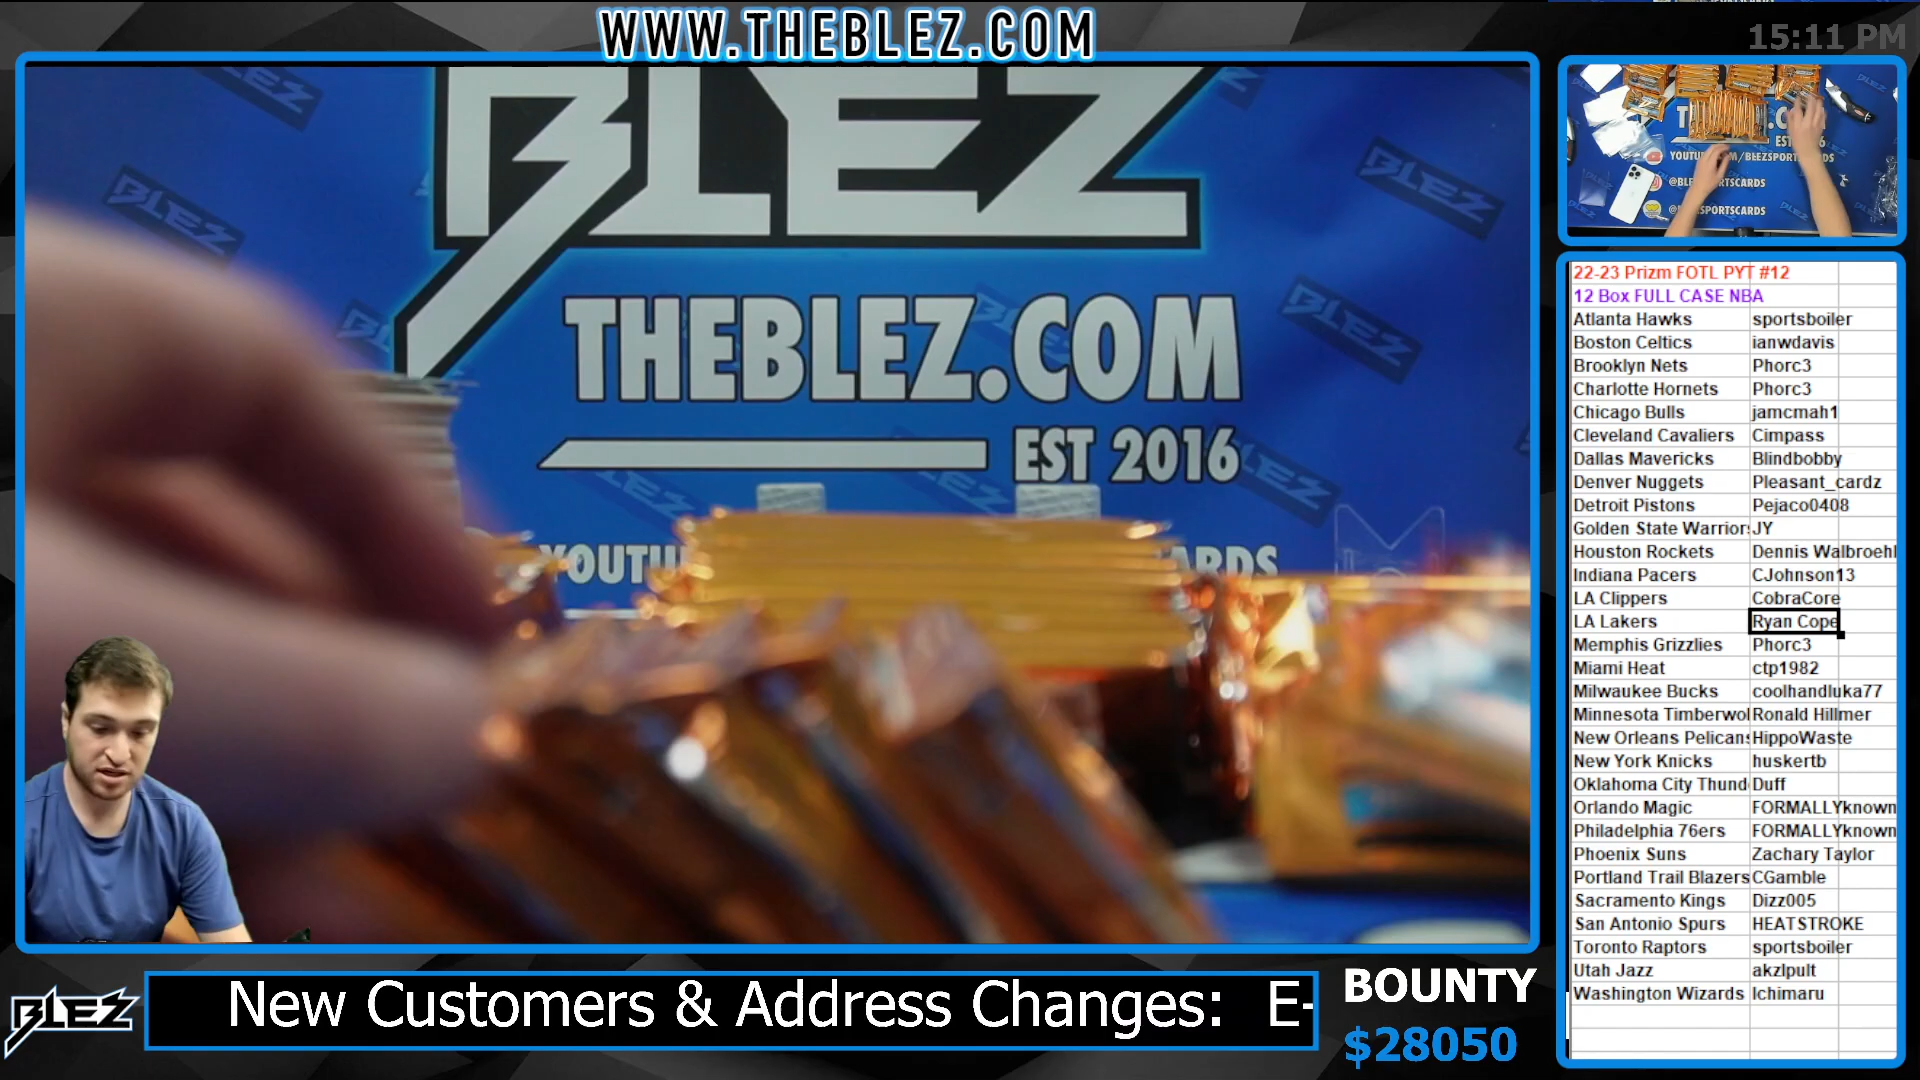 WWW.THEBLEZ.COM
15:11 PM
BLEZ
THEBLEZ.COM
EST 2016
YOUTU
ARDS
22-23 Prizm FOTL PYT #12
12 Box FULL CASE NBA
Atlanta Hawks sportsboiler
Boston Celtics ianwdavis
Brooklyn Nets Phorc3
Charlotte Hornets Phorc3
Chicago Bulls jamcmah1
Cleveland Cavaliers Cimpass
Dallas Mavericks Blindbobby
Denver Nuggets Pleasant_cardz
Detroit Pistons Pejaco0408
Golden State Warrior JY
Houston Rockets Dennis Walbroehl
Indiana Pacers CJohnson13
LA Clippers CobraCore
LA Lakers Ryan Cope
Memphis Grizzlies Phorc3
Miami Heat ctp1982
Milwaukee Bucks coolhandluka77
Minnesota Timberwol Ronald Hillmer
New Orleans Pelicans HippoWaste
New York Knicks huskertb
Oklahoma City Thund Duff
Orlando Magic FORMALLYknown
Philadelphia 76ers FORMALLYknown
Phoenix Suns Zachary Taylor
Portland Trail Blazers CGamble
Sacramento Kings Dizz005
San Antonio Spurs HEATSTROKE
Toronto Raptors sportsboiler
Utah Jazz akzlpult
Washington Wizards Ichimaru
BLEZ
New Customers & Address Changes: E-
BOUNTY
$28050